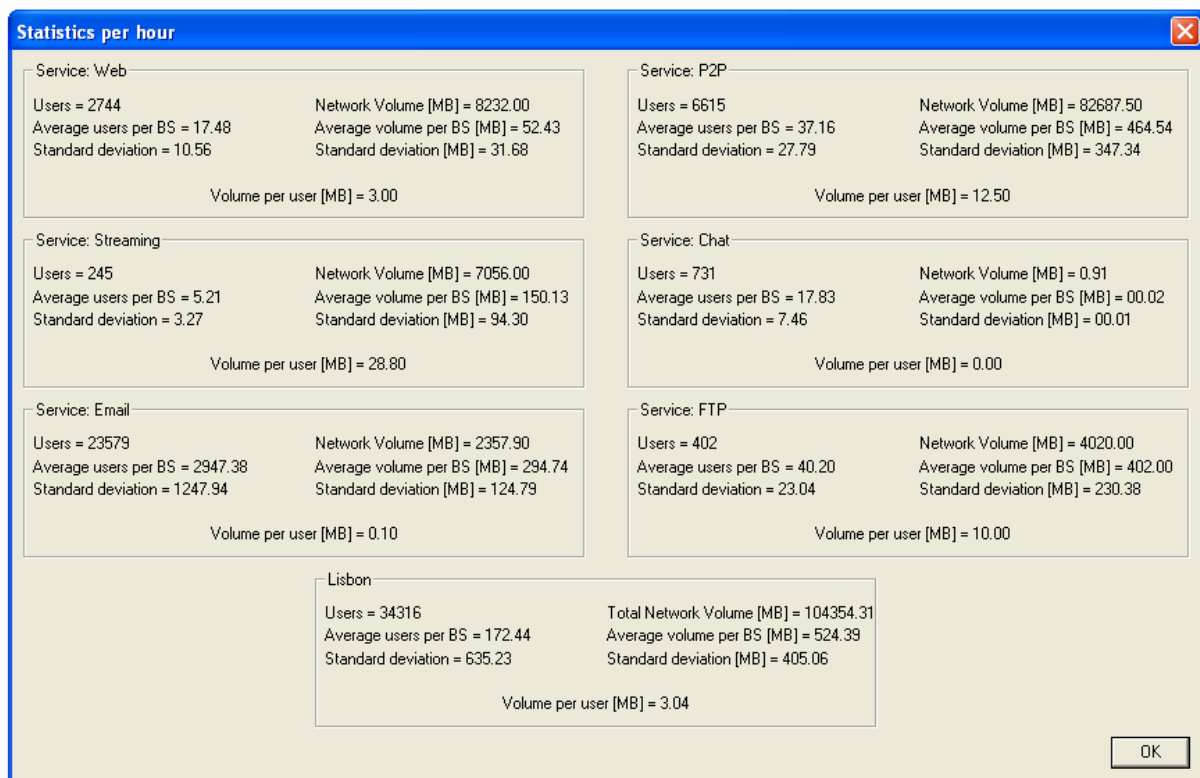 Statistics per hour
Service: Web
Users = 2744
Network Volume [MB] = 8232.00
Average users per BS = 17.48
Average volume per BS [MB] = 52.43
Standard deviation = 10.56
Standard deviation [MB] = 31.68
Volume per user [MB] = 3.00
Service: P2P
Users = 6615
Network Volume [MB] = 82687.50
Average users per BS = 37.16
Average volume per BS [MB] = 464.54
Standard deviation = 27.79
Standard deviation [MB] = 347.34
Volume per user [MB] = 12.50
Service: Streaming
Users = 245
Network Volume [MB] = 7056.00
Average users per BS = 5.21
Average volume per BS [MB] = 150.13
Standard deviation = 3.27
Standard deviation [MB] = 94.30
Volume per user [MB] = 28.80
Service: Chat
Users = 731
Network Volume [MB] = 0.91
Average users per BS = 17.83
Average volume per BS [MB] = 00.02
Standard deviation = 7.46
Standard deviation [MB] = 00.01
Volume per user [MB] = 0.00
Service: Email
Users = 23579
Network Volume [MB] = 2357.90
Average users per BS = 2947.38
Average volume per BS [MB] = 294.74
Standard deviation = 1247.94
Standard deviation [MB] = 124.79
Volume per user [MB] = 0.10
Service: FTP
Users = 402
Network Volume [MB] = 4020.00
Average users per BS = 40.20
Average volume per BS [MB] = 402.00
Standard deviation = 23.04
Standard deviation [MB] = 230.38
Volume per user [MB] = 10.00
Lisbon
Users = 34316
Total Network Volume [MB] = 104354.31
Average users per BS = 172.44
Average volume per BS [MB] = 524.39
Standard deviation = 635.23
Standard deviation [MB] = 405.06
Volume per user [MB] = 3.04
OK